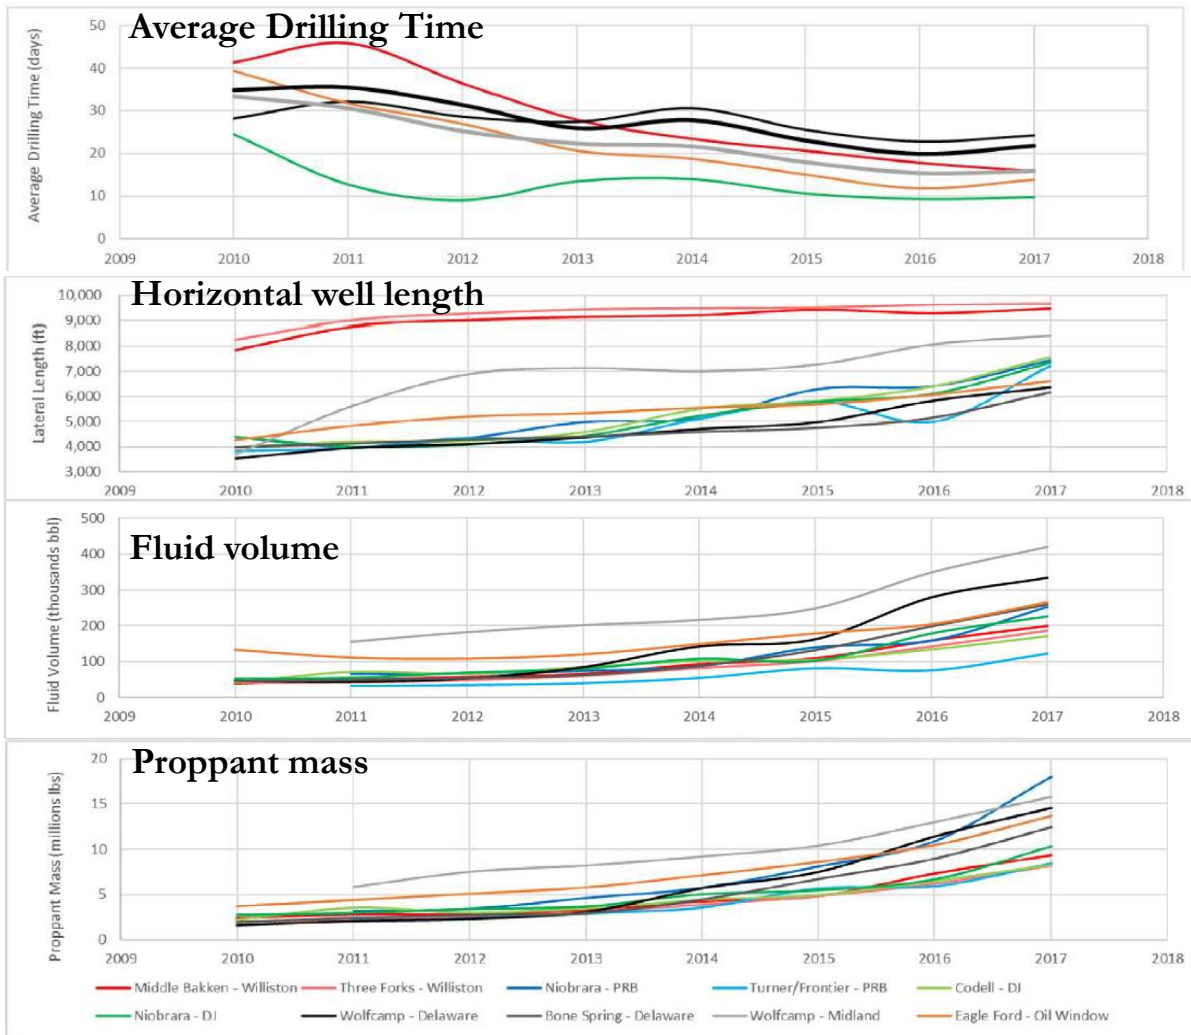 Average Drilling Time
Average Drilling Time (days)
50
40
30
20
10
0
2009 2010 2011 2012 2013 2014 2015 2016 2017 2018
Horizontal well length
Lateral Length (ft)
10,000
9,000
8,000
7,000
6,000
5,000
4,000
3,000
2009 2010 2011 2012 2013 2014 2015 2016 2017 2018
Fluid volume
Fluid Volume (thousands bbl)
500
400
300
200
100
0
2009 2010 2011 2012 2013 2014 2015 2016 2017 2018
Proppant mass
Proppant Mass (millions lbs)
20
15
10
5
0
2009 2010 2011 2012 2013 2014 2015 2016 2017 2018
Middle Bakken - Williston Three Forks - Williston Niobrara - PRB Turner/Frontier - PRB Codell - DJ
Niobrara - DJ Wolfcamp - Delaware Bone Spring - Delaware Wolfcamp - Midland Eagle Ford - Oil Window